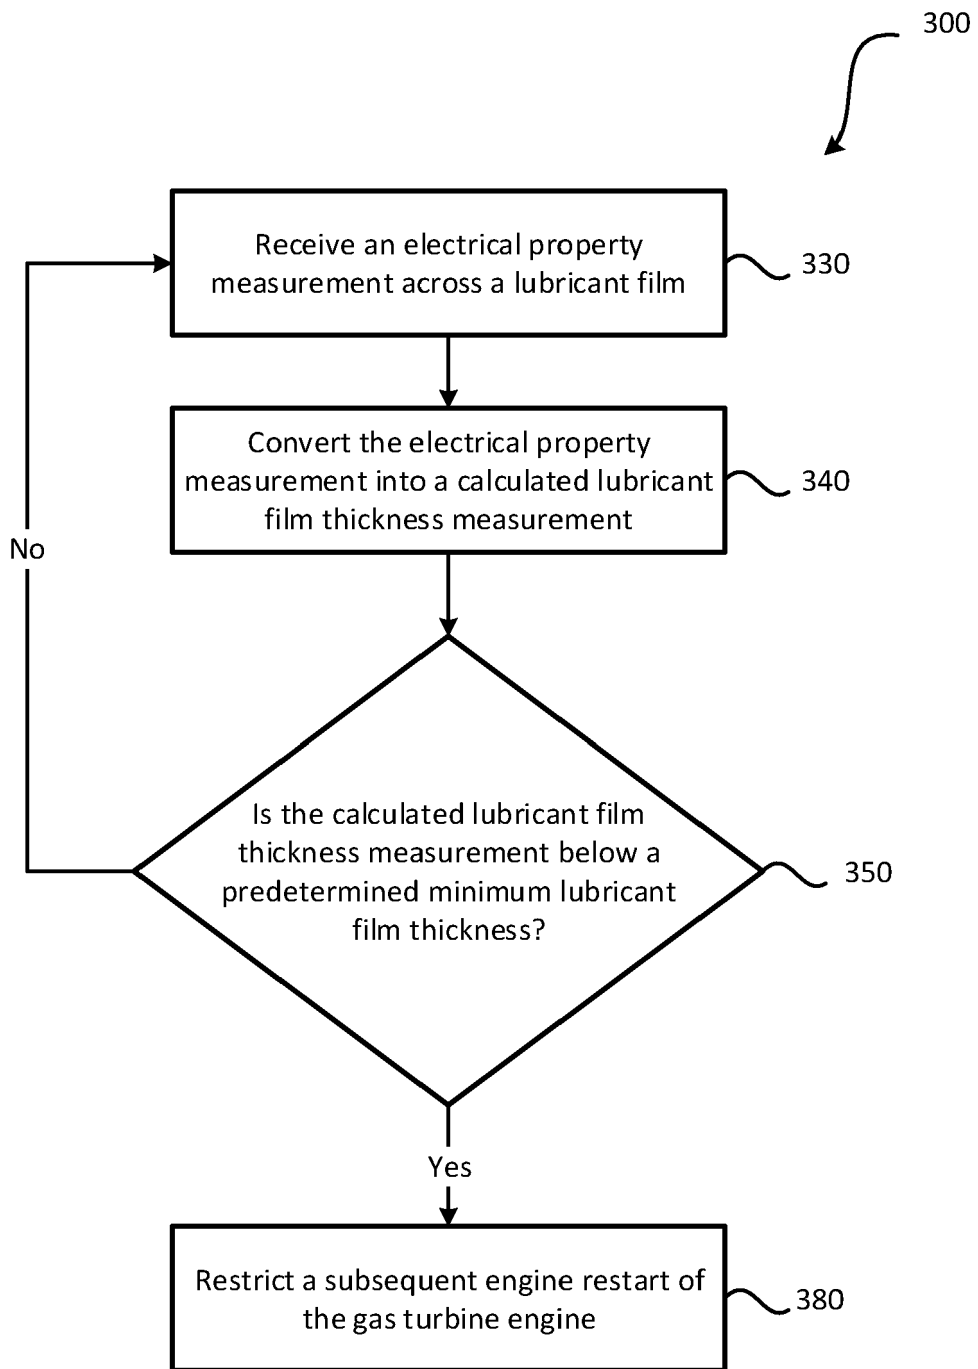 300
Receive an electrical property
measurement across a lubricant film
330
Convert the electrical property
measurement into a calculated lubricant
film thickness measurement
340
No
Is the calculated lubricant film
thickness measurement below a
predetermined minimum lubricant
film thickness?
350
Yes
Restrict a subsequent engine restart of
the gas turbine engine
380